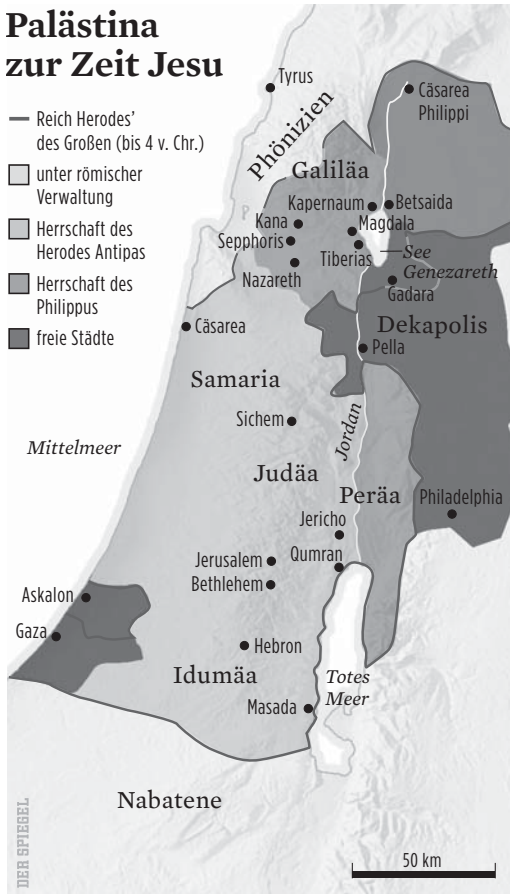 Palästina
zur Zeit Jesu
Reich Herodes'
des Großen (bis 4 v. Chr.)
unter römischer
Verwaltung
Herrschaft des
Herodes Antipas
Herrschaft des
Philippus
freie Städte
Tyrus
Phönizien
Cäsarea
Philippi
Galiläa
Kapernaum
Betsaida
Kana
Magdala
Sepphoris
Tiberias
See
Genezareth
Nazareth
Gadara
Cäsarea
Dekapolis
Pella
Samaria
Sichem
Jordan
Mittelmeer
Judäa
Peräa
Philadelphia
Jericho
Jerusalem
Qumran
Bethlehem
Askalon
Gaza
Hebron
Idumäa
Totes
Meer
Masada
Nabatene
DER SPIEGEL
50 km